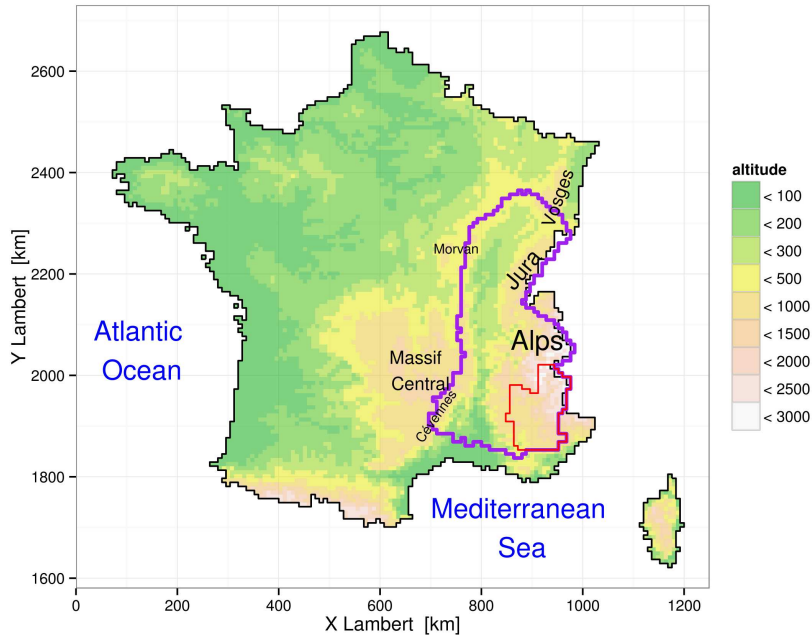 2600
2400
2200
2000
1800
1600
Y Lambert [km]
0
200
400
600
800
1000
1200
X Lambert [km]
Vosges
Morvan
Jura
Atlantic
Ocean
Alps
Massif
Central
Cévennes
Mediterranean
Sea
altitude
< 100
< 200
< 300
< 500
< 1000
< 1500
< 2000
< 2500
< 3000